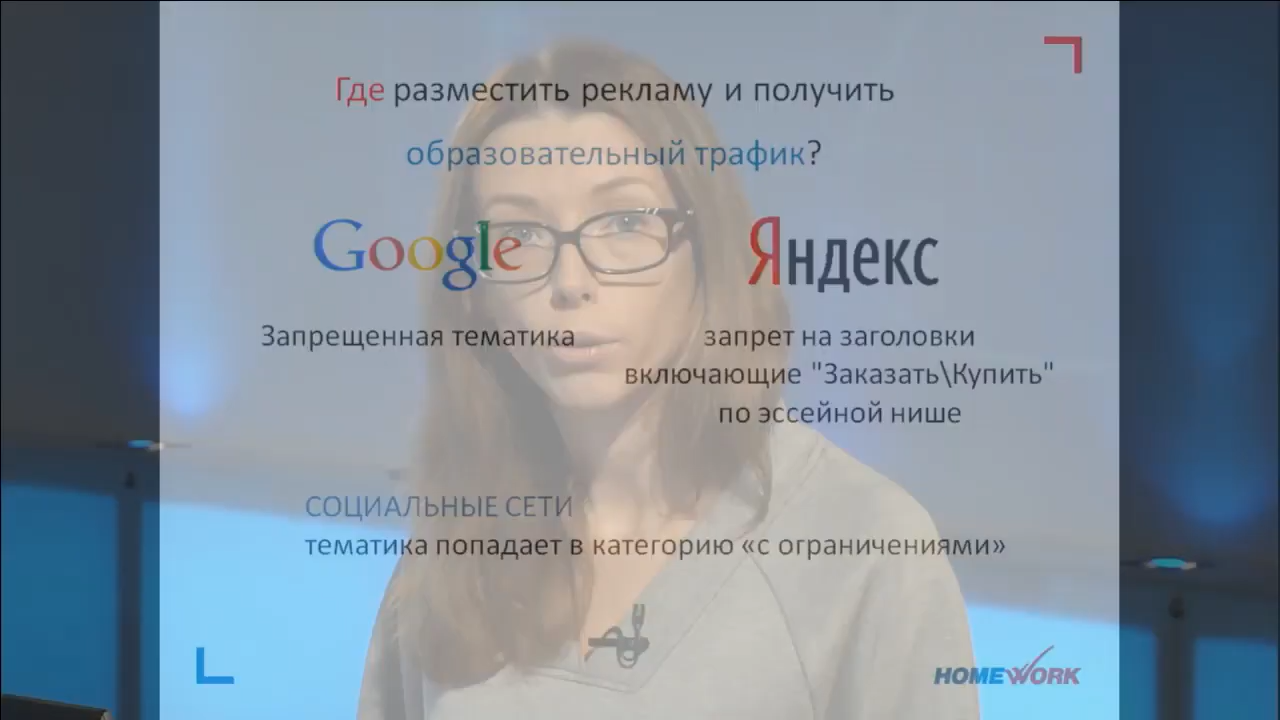 Где разместить рекламу и получить
образовательный трафик?
Google
Яндекс
Запрещенная тематика
запрет на заголовки
включающие "Заказать\Купить"
по эссейной нише
СОЦИАЛЬНЫЕ СЕТИ
тематика попадает в категорию «с ограничениями»
HOMEWORK